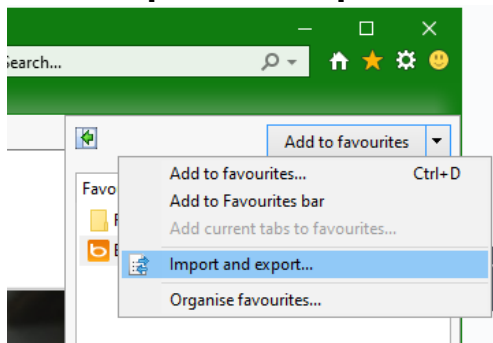 Search...
Add to favourites
Favo
Add to favourites... Ctrl+D
Add to Favourites bar
Add current tabs to favourites...
Import and export...
Organise favourites...